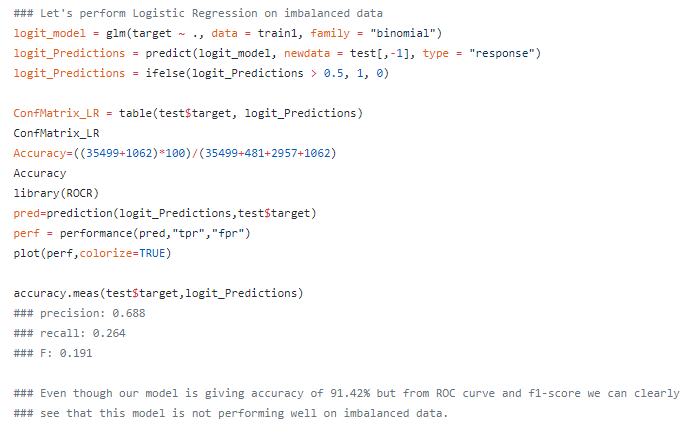 ### Let's perform Logistic Regression on imbalanced data
logit_model = glm(target ~ ., data = train1, family = "binomial")
logit_Predictions = predict(logit_model, newdata = test[,-1], type = "response")
logit_Predictions = ifelse(logit_Predictions > 0.5, 1, 0)
ConfMatrix_LR = table(test$target, logit_Predictions)
ConfMatrix_LR
Accuracy=((35499+1062)*100)/(35499+481+2957+1062)
Accuracy
library(ROCR)
pred=prediction(logit_Predictions,test$target)
perf = performance(pred,"tpr","fpr")
plot(perf,colorize=TRUE)
accuracy.meas(test$target,logit_Predictions)
### precision: 0.688
### recall: 0.264
### F: 0.191
### Even though our model is giving accuracy of 91.42% but from ROC curve and f1-score we can clearly
### see that this model is not performing well on imbalanced data.